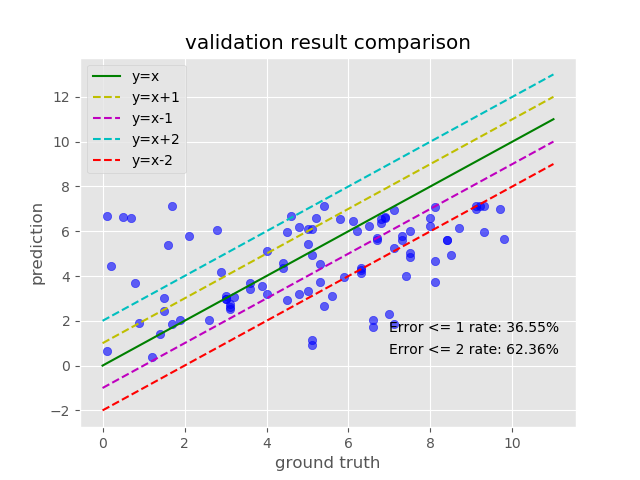 validation result comparison
y=x
y=x+1
y=x-1
y=x+2
y=x-2
12
10
8
6
4
2
0
−2
prediction
Error <= 1 rate: 36.55%
Error <= 2 rate: 62.36%
0 2 4 6 8 10
ground truth